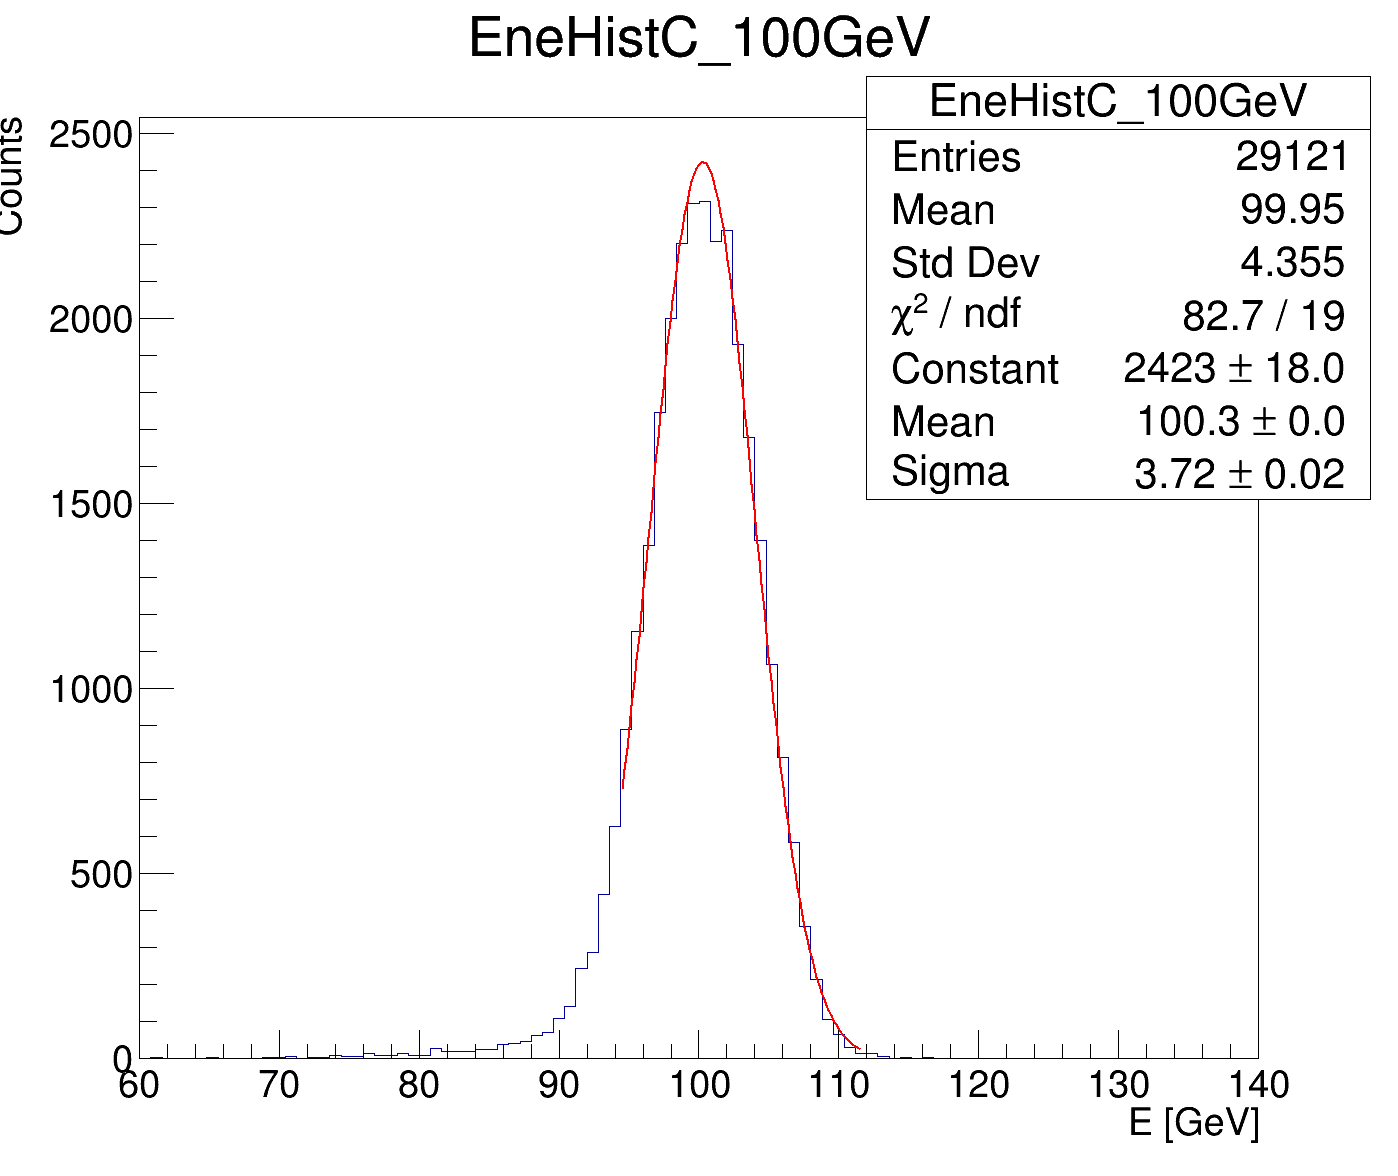 EneHistC_100GeV
EneHistC_100GeV
Entries 29121
Mean 99.95
Std Dev 4.355
χ² / ndf 82.7 / 19
Constant 2423 ± 18.0
Mean 100.3 ± 0.0
Sigma 3.72 ± 0.02
Counts
2500
2000
1500
1000
500
0
60 70 80 90 100 110 120 130 140
E [GeV]